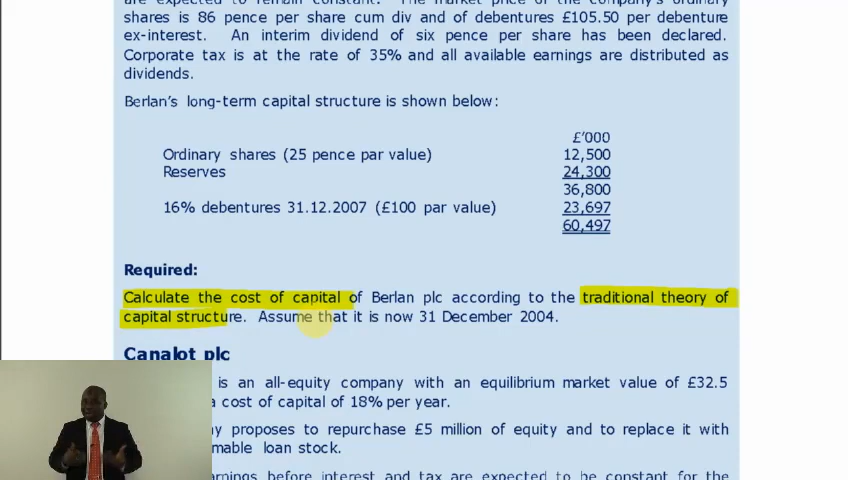 are expected to remain constant. The market price of the company's ordinary
shares is 86 pence per share cum div and of debentures £105.50 per debenture
ex-interest. An interim dividend of six pence per share has been declared.
Corporate tax is at the rate of 35% and all available earnings are distributed as
dividends.
Berlan's long-term capital structure is shown below:
£'000
Ordinary shares (25 pence par value) 12,500
Reserves 24,300
36,800
16% debentures 31.12.2007 (£100 par value) 23,697
60,497
Required:
Calculate the cost of capital of Berlan plc according to the traditional theory of
capital structure. Assume that it is now 31 December 2004.
Canalot plc
is an all-equity company with an equilibrium market value of £32.5
a cost of capital of 18% per year.
proposes to repurchase £5 million of equity and to replace it with
loan stock.
before interest and tax are expected to be constant for the